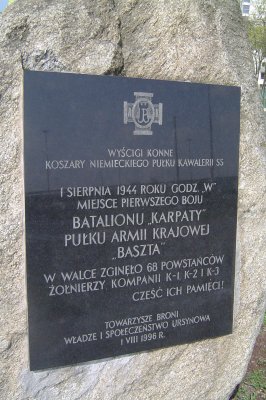 WYŚCIGI KONNE
KOSZARY NIEMIECKIEGO PUŁKU KAWALERII SS
1 SIERPNIA 1944 ROKU GODZ. „W"
MIEJSCE PIERWSZEGO BOJU
BATALIONU „KARPATY"
PUŁKU ARMII KRAJOWEJ
„BASZTA"
W WALCE ZGINĘŁO 68 POWSTAŃCÓW
ŻOŁNIERZY KOMPANII K-1, K-2 I K-3
CZEŚĆ ICH PAMIĘCI!
TOWARZYSZE BRONI
WŁADZE I SPOŁECZEŃSTWO URSYNOWA
1 VIII 1996 R.